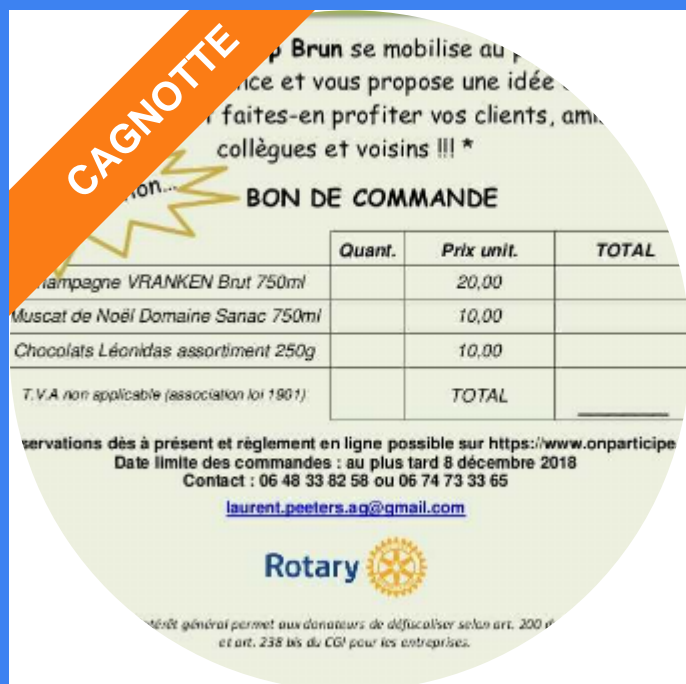 CAGNOTTE
Brun se mobilise au
et vous propose une idée
faites-en profiter vos clients,
collègues et voisins !!! *
BON DE COMMANDE
Quant. Prix unit. TOTAL
Champagne VRANKEN Brut 750ml 20,00
Muscat de Noël Domaine Sanac 750ml 10,00
Chocolats Léonidas assortiment 250g 10,00
T.V.A non applicable (association loi 1901) TOTAL
dès à présent et règlement en ligne possible sur https://www.onparticipe
Date limite des commandes : au plus tard 8 décembre 2018
Contact : 06 48 33 82 58 ou 06 74 73 33 65
laurent.peeters.ag@gmail.com
Rotary
général permet aux donateurs de défiscaliser selon art. 200
et art. 238 bis du CGI pour les entreprises.